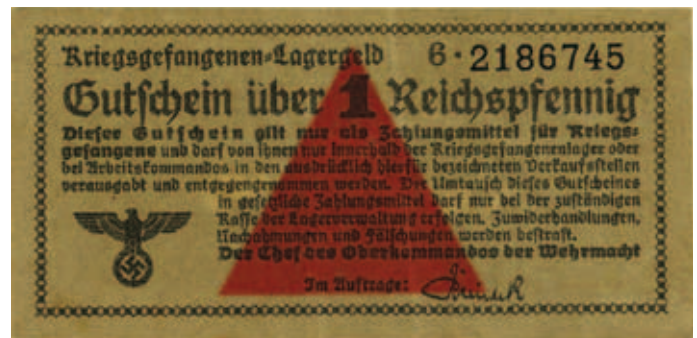 Kriegsgefangenen-Lagergeld 6·2186745
Gutschein über 1 Reichspfennig
Dieser Gutschein gilt nur als Zahlungsmittel für Kriegs-
gefangene und darf von ihnen nur innerhalb der Kriegsgefangenenlager oder
bei Arbeitskommandos in den ausdrücklich hierfür bezeichneten Verkaufsstellen
verausgabt und entgegengenommen werden. Der Umtausch dieses Gutscheines
in gesetzliche Zahlungsmittel darf nur bei der zuständigen
Kasse der Lagerverwaltung erfolgen. Zuwiderhandlungen,
Nachahmungen und Fälschungen werden bestraft.
Der Chef des Oberkommandos der Wehrmacht
Im Auftrage: